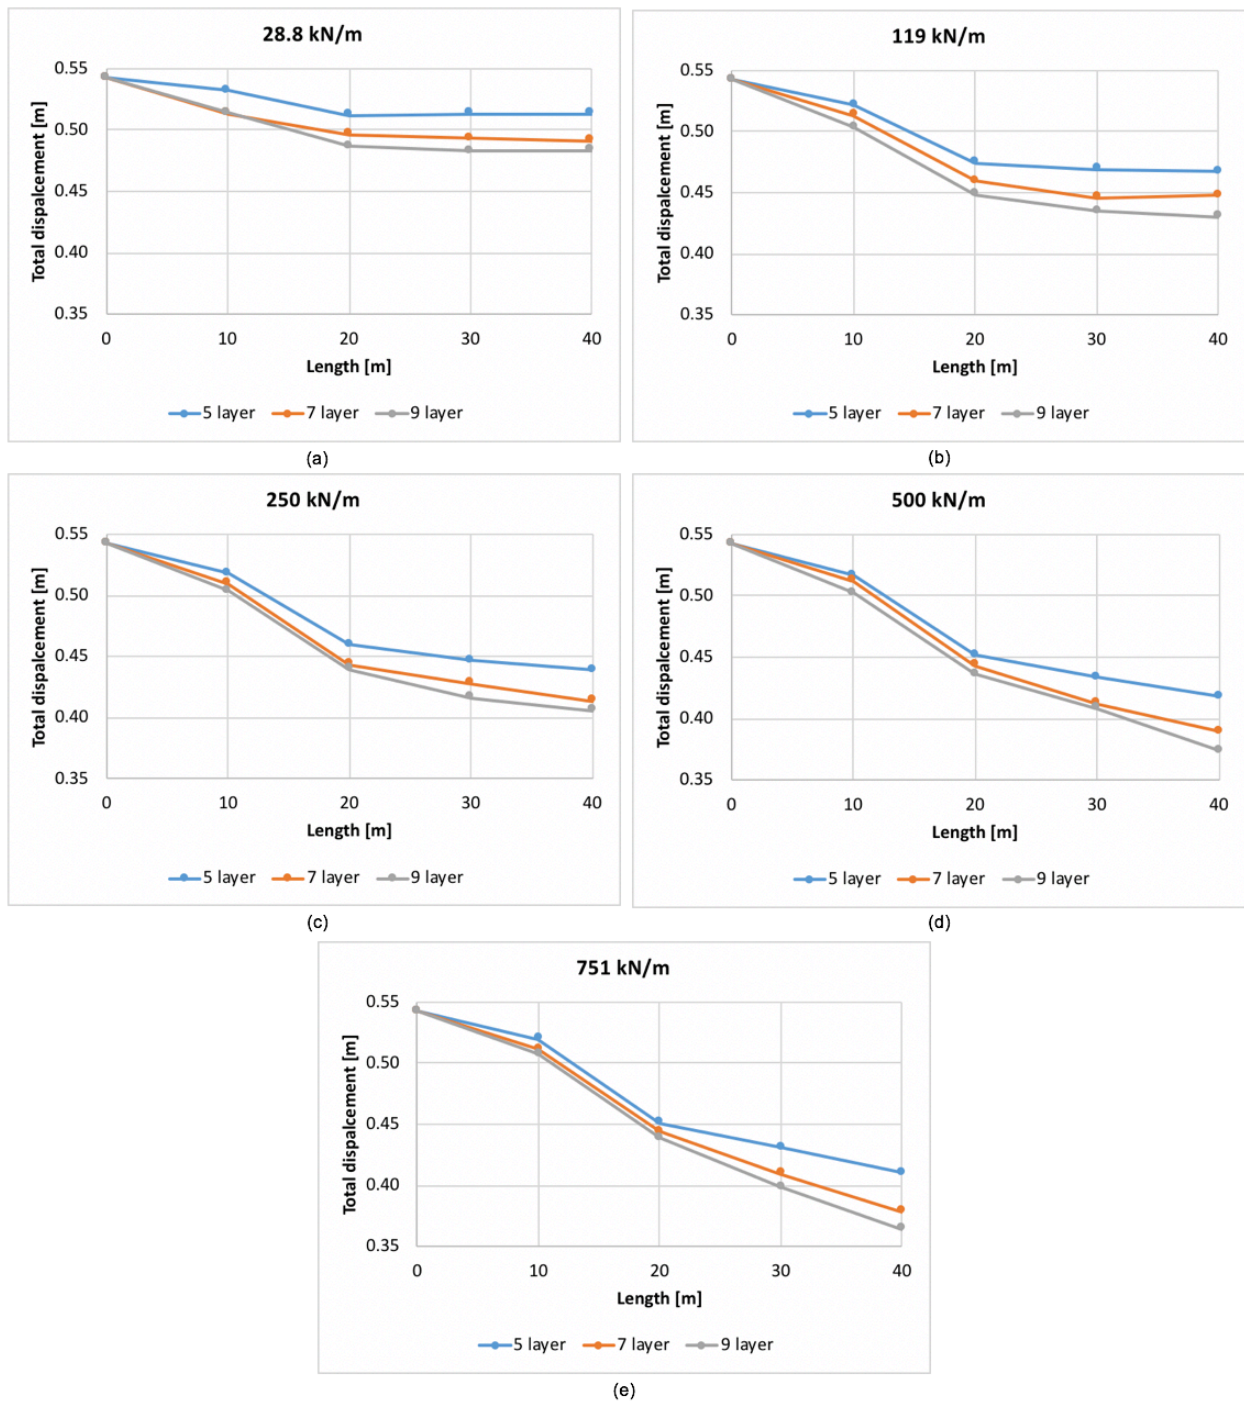 28.8 kN/m
Total dispalcement [m]
0.55
0.50
0.45
0.40
0.35
0 10 20 30 40
Length [m]
5 layer 7 layer 9 layer
(a)
119 kN/m
Total dispalcement [m]
0.55
0.50
0.45
0.40
0.35
0 10 20 30 40
Length [m]
5 layer 7 layer 9 layer
(b)
250 kN/m
Total dispalcement [m]
0.55
0.50
0.45
0.40
0.35
0 10 20 30 40
Length [m]
5 layer 7 layer 9 layer
(c)
500 kN/m
Total dispalcement [m]
0.55
0.50
0.45
0.40
0.35
0 10 20 30 40
Length [m]
5 layer 7 layer 9 layer
(d)
751 kN/m
Total dispalcement [m]
0.55
0.50
0.45
0.40
0.35
0 10 20 30 40
Length [m]
5 layer 7 layer 9 layer
(e)